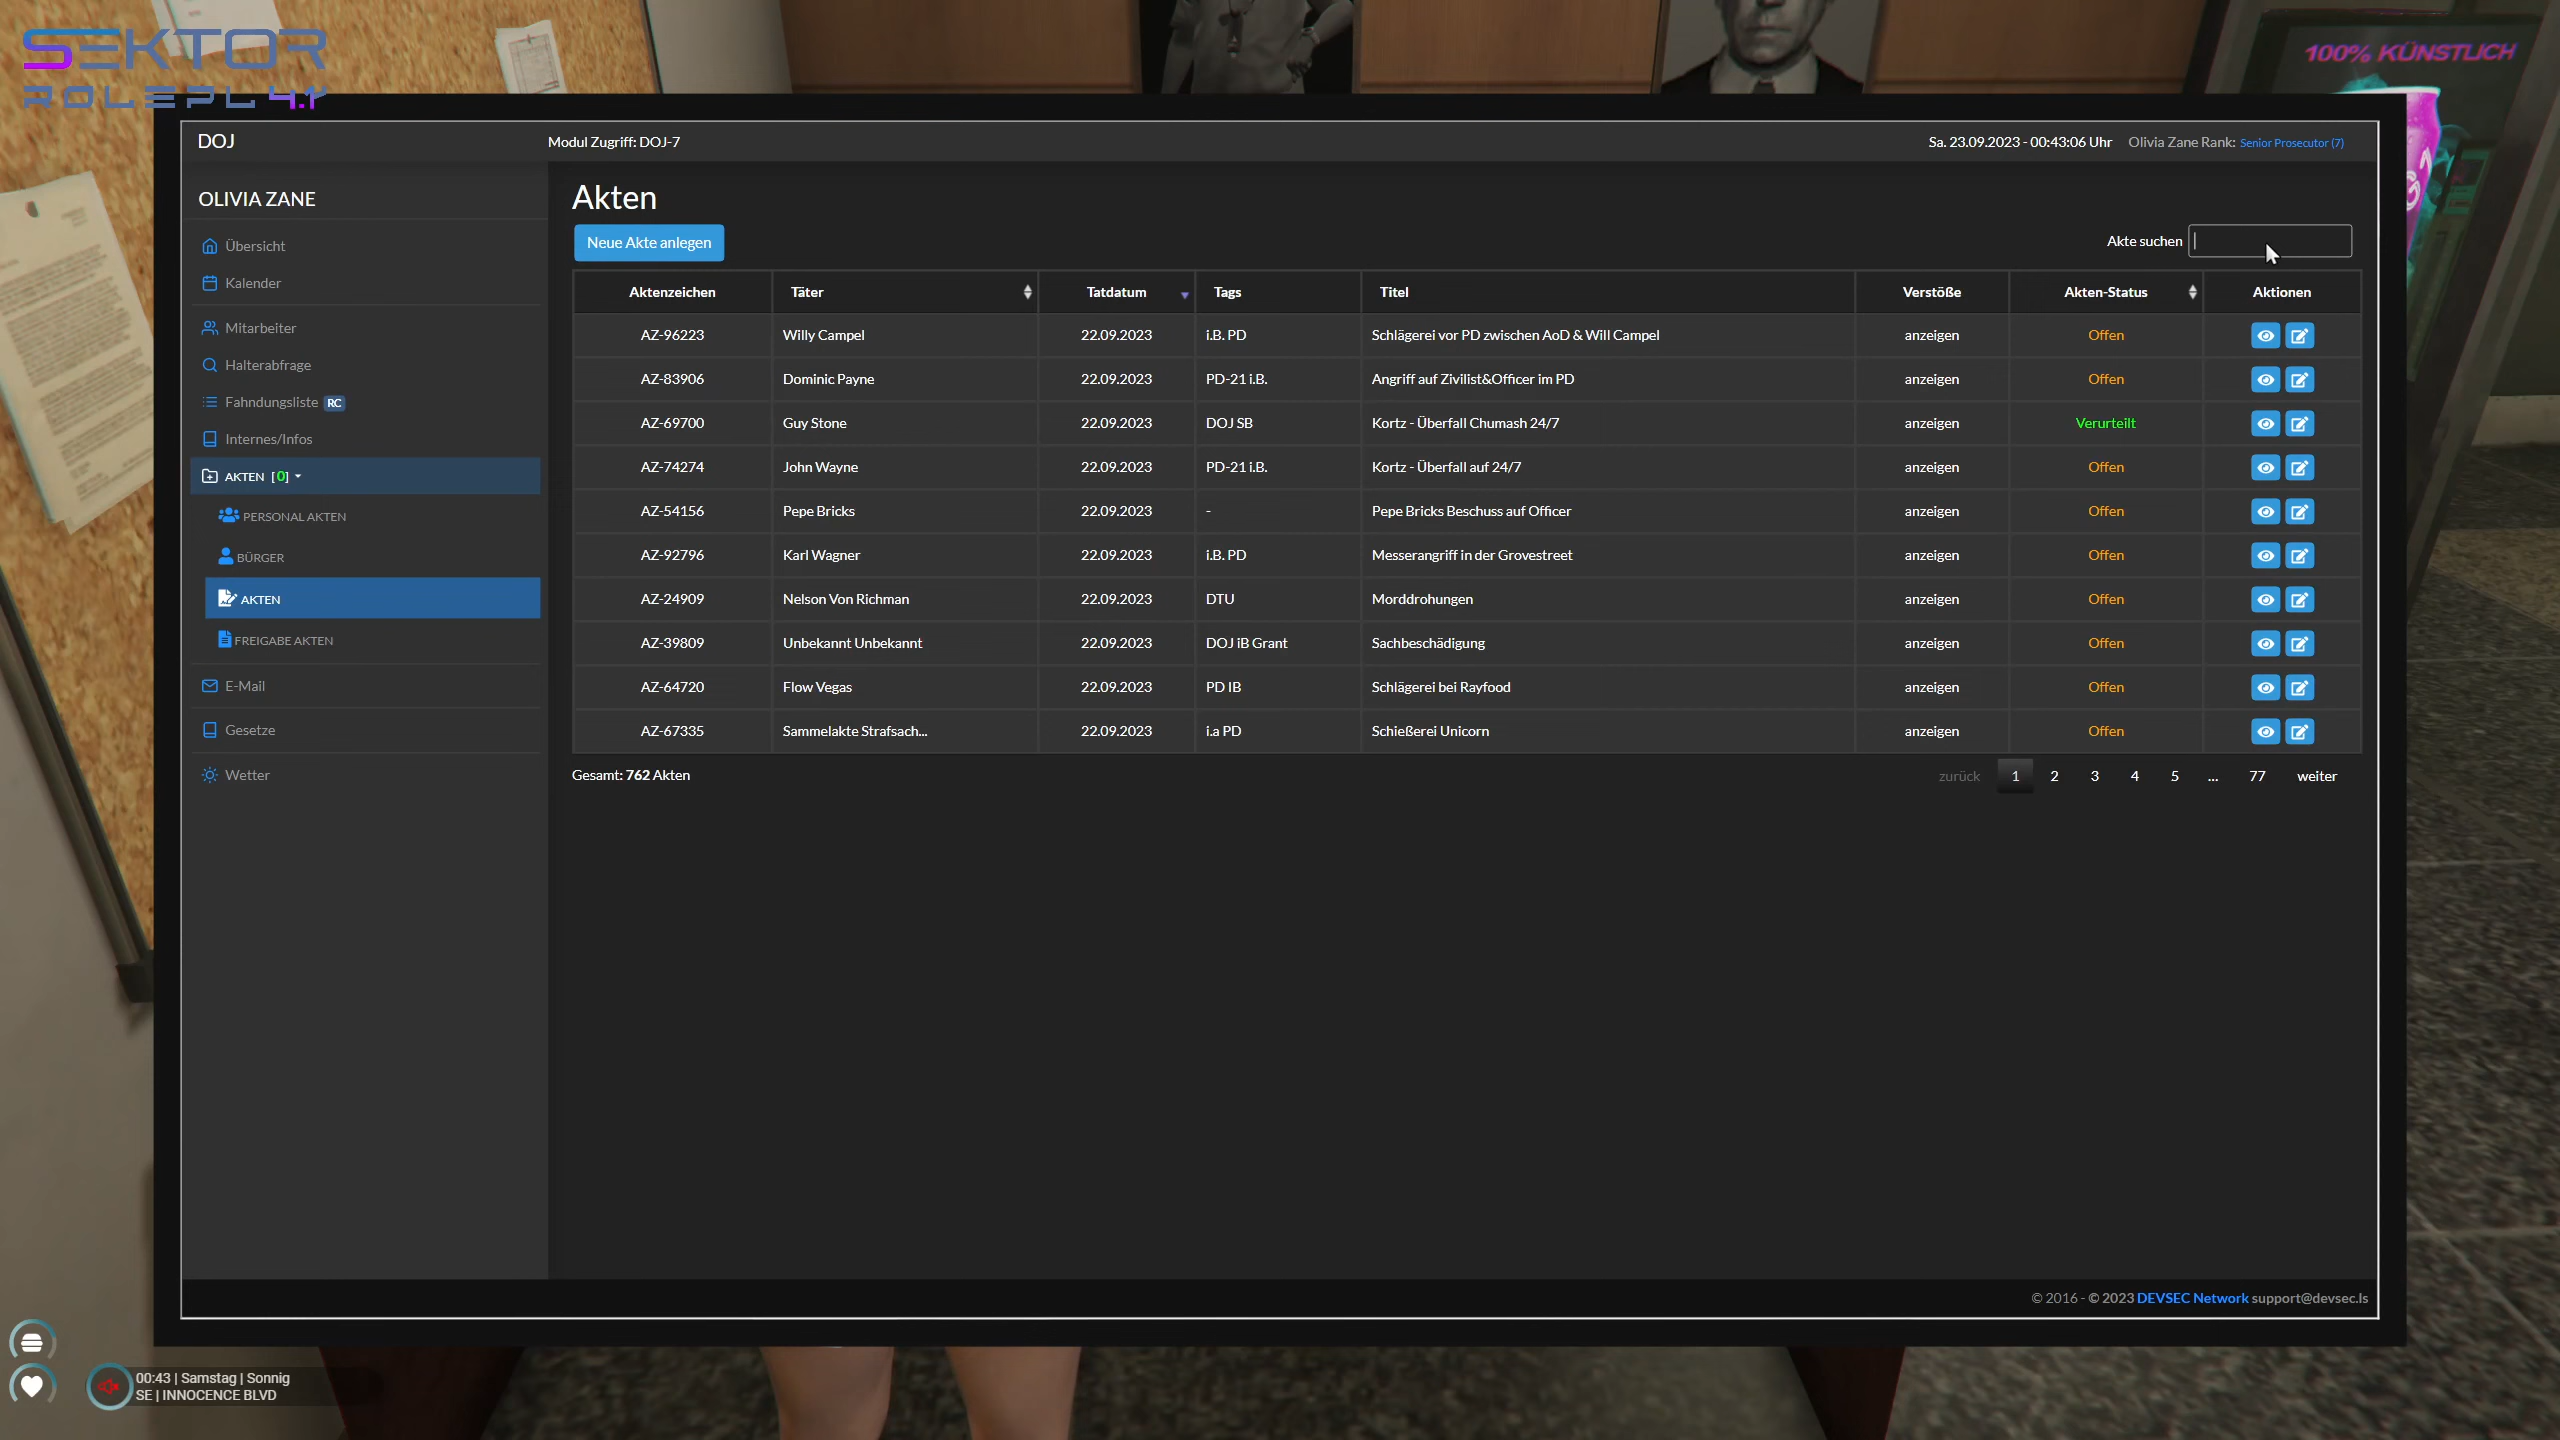 SEKTOR
ROLEPL4.Y
100% KÜNSTLICH
DOJ
Modul Zugriff: DOJ-7
Sa. 23.09.2023 - 00:43:06 Uhr Olivia Zane Rank: Senior Prosecutor (7)
OLIVIA ZANE
Übersicht
Kalender
Mitarbeiter
Halterabfrage
Fahndungsliste RC
Internes/Infos
AKTEN [0]
PERSONAL AKTEN
BÜRGER
AKTEN
FREIGABE AKTEN
E-Mail
Gesetze
Wetter
Akten
Neue Akte anlegen
Akte suchen
Aktenzeichen Täter Tatdatum Tags Titel Verstöße Akten-Status Aktionen
AZ-96223 Willy Campel 22.09.2023 i.B. PD Schlägerei vor PD zwischen AoD & Will Campel anzeigen Offen
AZ-83906 Dominic Payne 22.09.2023 PD-21 i.B. Angriff auf Zivilist&Officer im PD anzeigen Offen
AZ-69700 Guy Stone 22.09.2023 DOJ SB Kortz - Überfall Chumash 24/7 anzeigen Verurteilt
AZ-74274 John Wayne 22.09.2023 PD-21 i.B. Kortz - Überfall auf 24/7 anzeigen Offen
AZ-54156 Pepe Bricks 22.09.2023 - Pepe Bricks Beschuss auf Officer anzeigen Offen
AZ-92796 Karl Wagner 22.09.2023 i.B. PD Messerangriff in der Grovestreet anzeigen Offen
AZ-24909 Nelson Von Richman 22.09.2023 DTU Morddrohungen anzeigen Offen
AZ-39809 Unbekannt Unbekannt 22.09.2023 DOJ iB Grant Sachbeschädigung anzeigen Offen
AZ-64720 Flow Vegas 22.09.2023 PD IB Schlägerei bei Rayfood anzeigen Offen
AZ-67335 Sammelakte Strafsach... 22.09.2023 i.a PD Schießerei Unicorn anzeigen Offen
Gesamt: 762 Akten
zurück 1 2 3 4 5 ... 77 weiter
© 2016 - © 2023 DEVSEC Network support@devsec.ls
00:43 | Samstag | Sonnig
SE | INNOCENCE BLVD